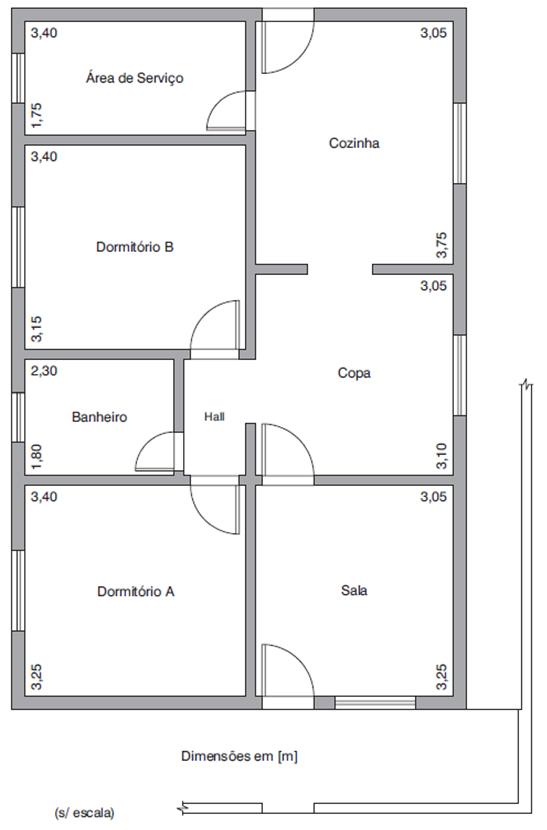 3,40
3,05
Área de Serviço
1,75
Cozinha
3,40
Dormitório B
3,75
3,05
3,15
2,30
Copa
Banheiro
Hall
1,80
3,10
3,40
3,05
Dormitório A
Sala
3,25
3,25
Dimensões em [m]
(s/ escala)